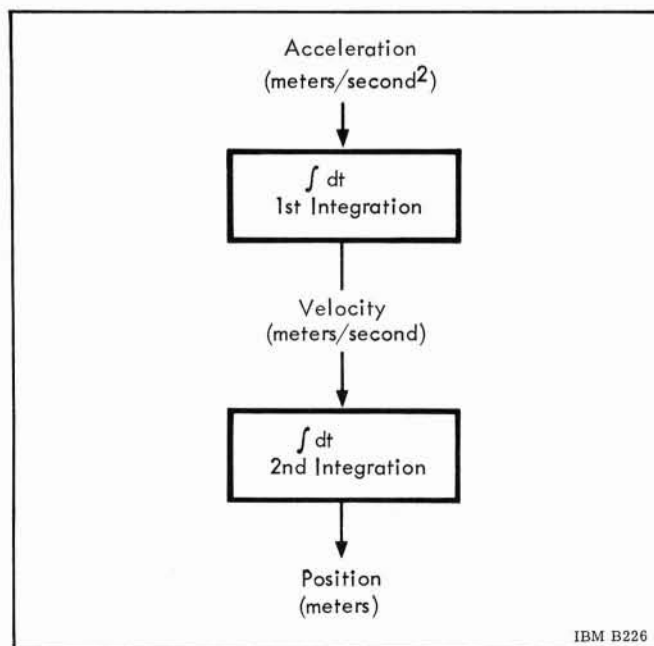 Acceleration
(meters/second²)
∫ dt
1st Integration
Velocity
(meters/second)
∫ dt
2nd Integration
Position
(meters)
IBM B226